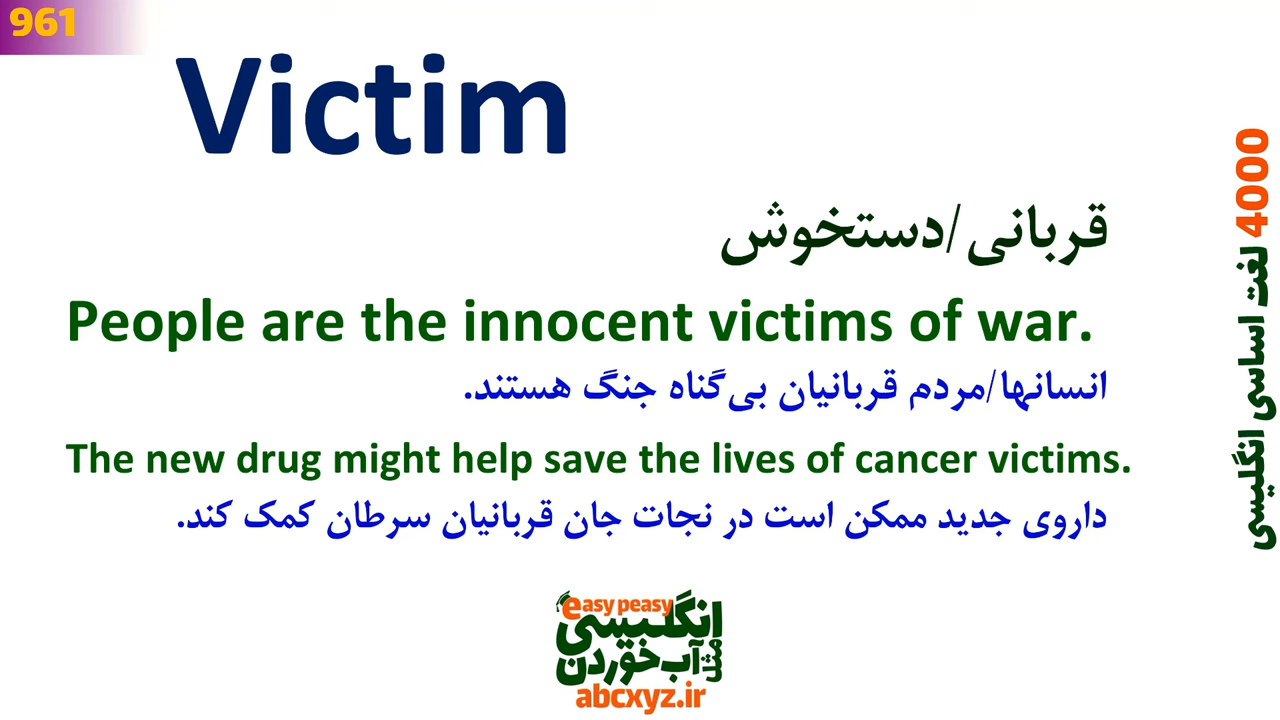 961
Victim
قربانی/دستخوش
People are the innocent victims of war.
انسانها/مردم قربانیان بی‌گناه جنگ هستند.
The new drug might help save the lives of cancer victims.
داروی جدید ممکن است در نجات جان قربانیان سرطان کمک کند.
4000 لغت اساسی انگلیسی
easy peasy
انگلیسی
مثل آب خوردن
abcxyz.ir